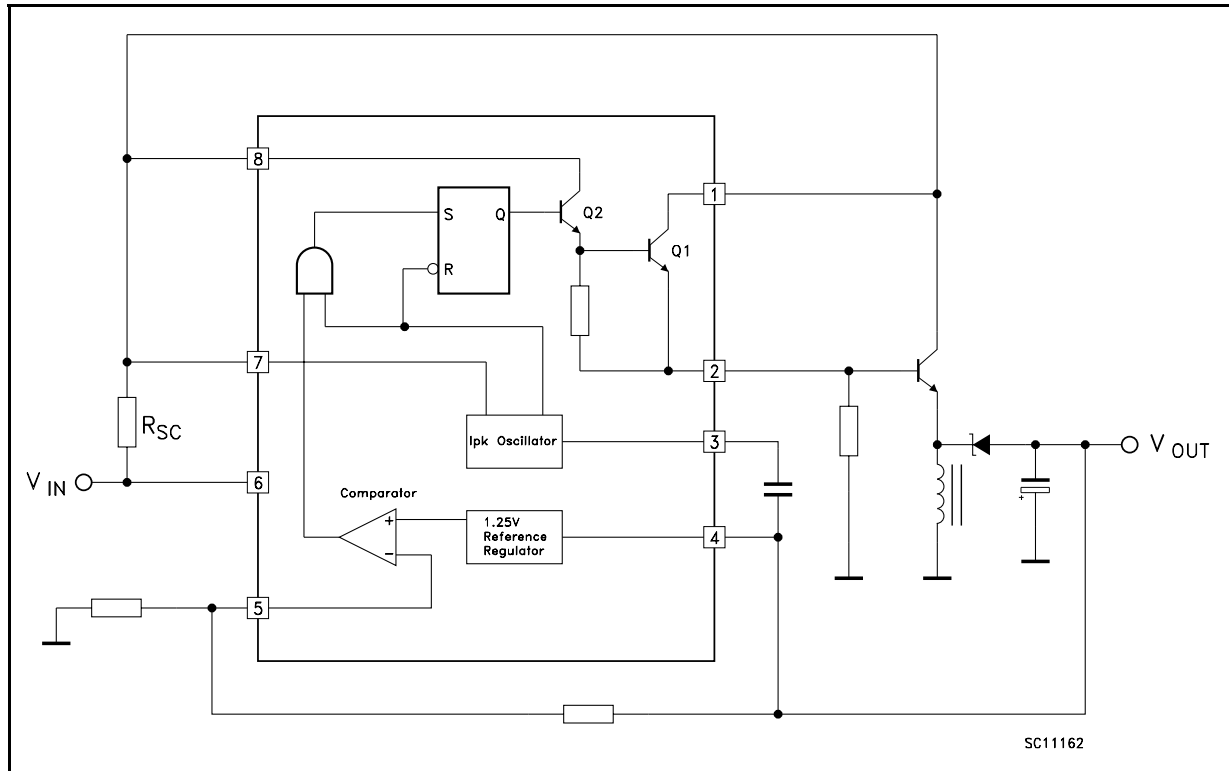 8
1
S
Q
Q2
Q1
R
7
2
RSC
Ipk Oscillator
3
VOUT
VIN
6
Comparator
+
1.25V
Reference
Regulator
4
+
−
5
SC11162